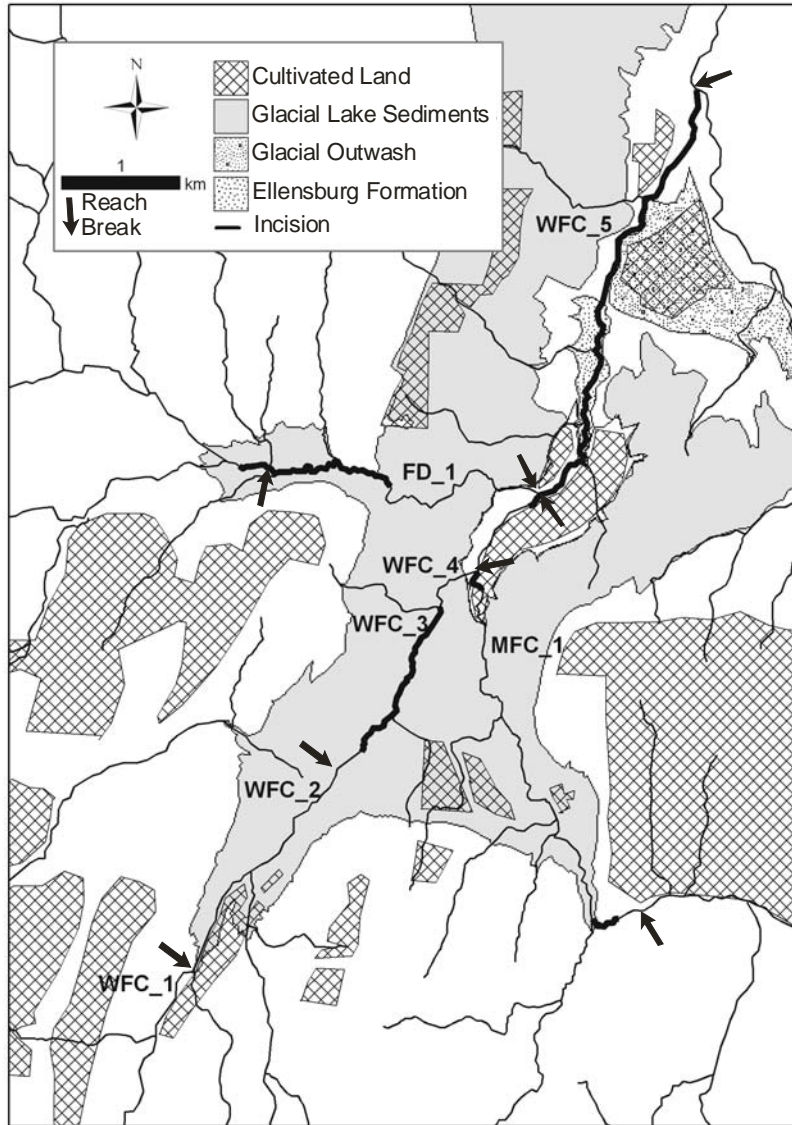 N
1
km
Reach
Break
Cultivated Land
Glacial Lake Sediments
Glacial Outwash
Ellensburg Formation
Incision
WFC_5
FD_1
WFC_4
WFC_3
MFC_1
WFC_2
WFC_1